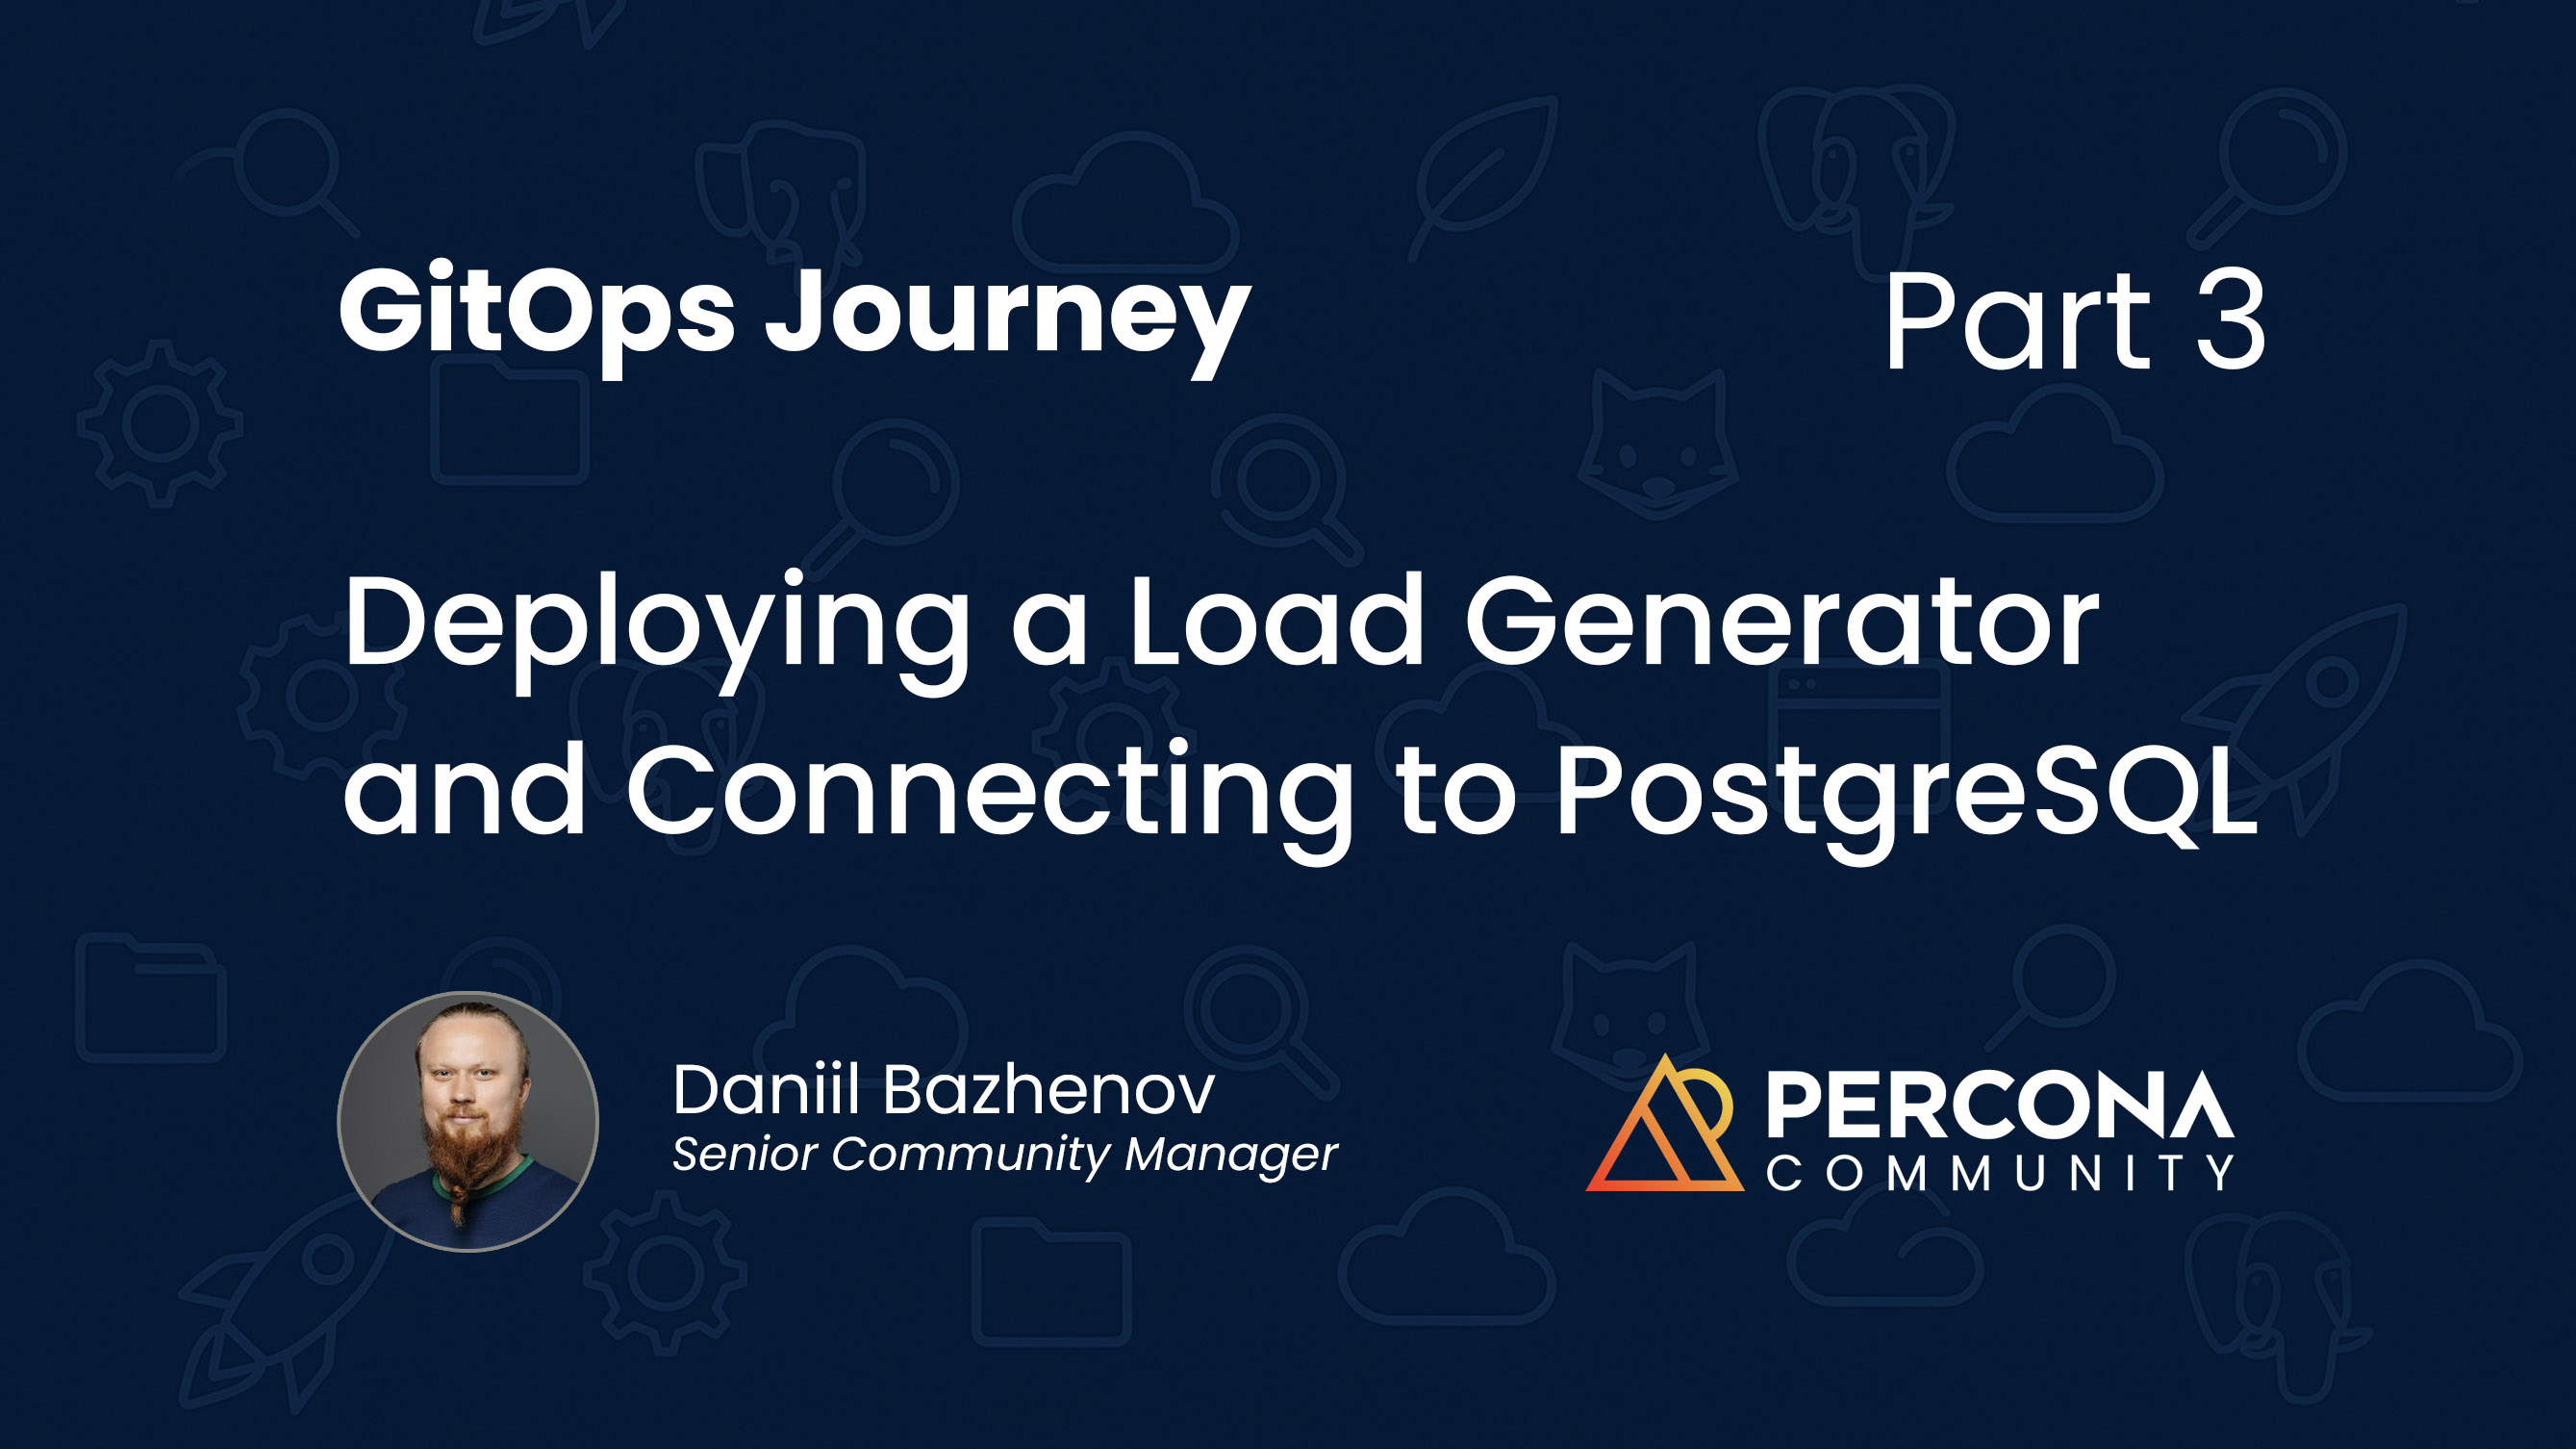 GitOps Journey
Part 3
Deploying a Load Generator
and Connecting to PostgreSQL
Daniil Bazhenov
Senior Community Manager
PERCONA
COMMUNITY